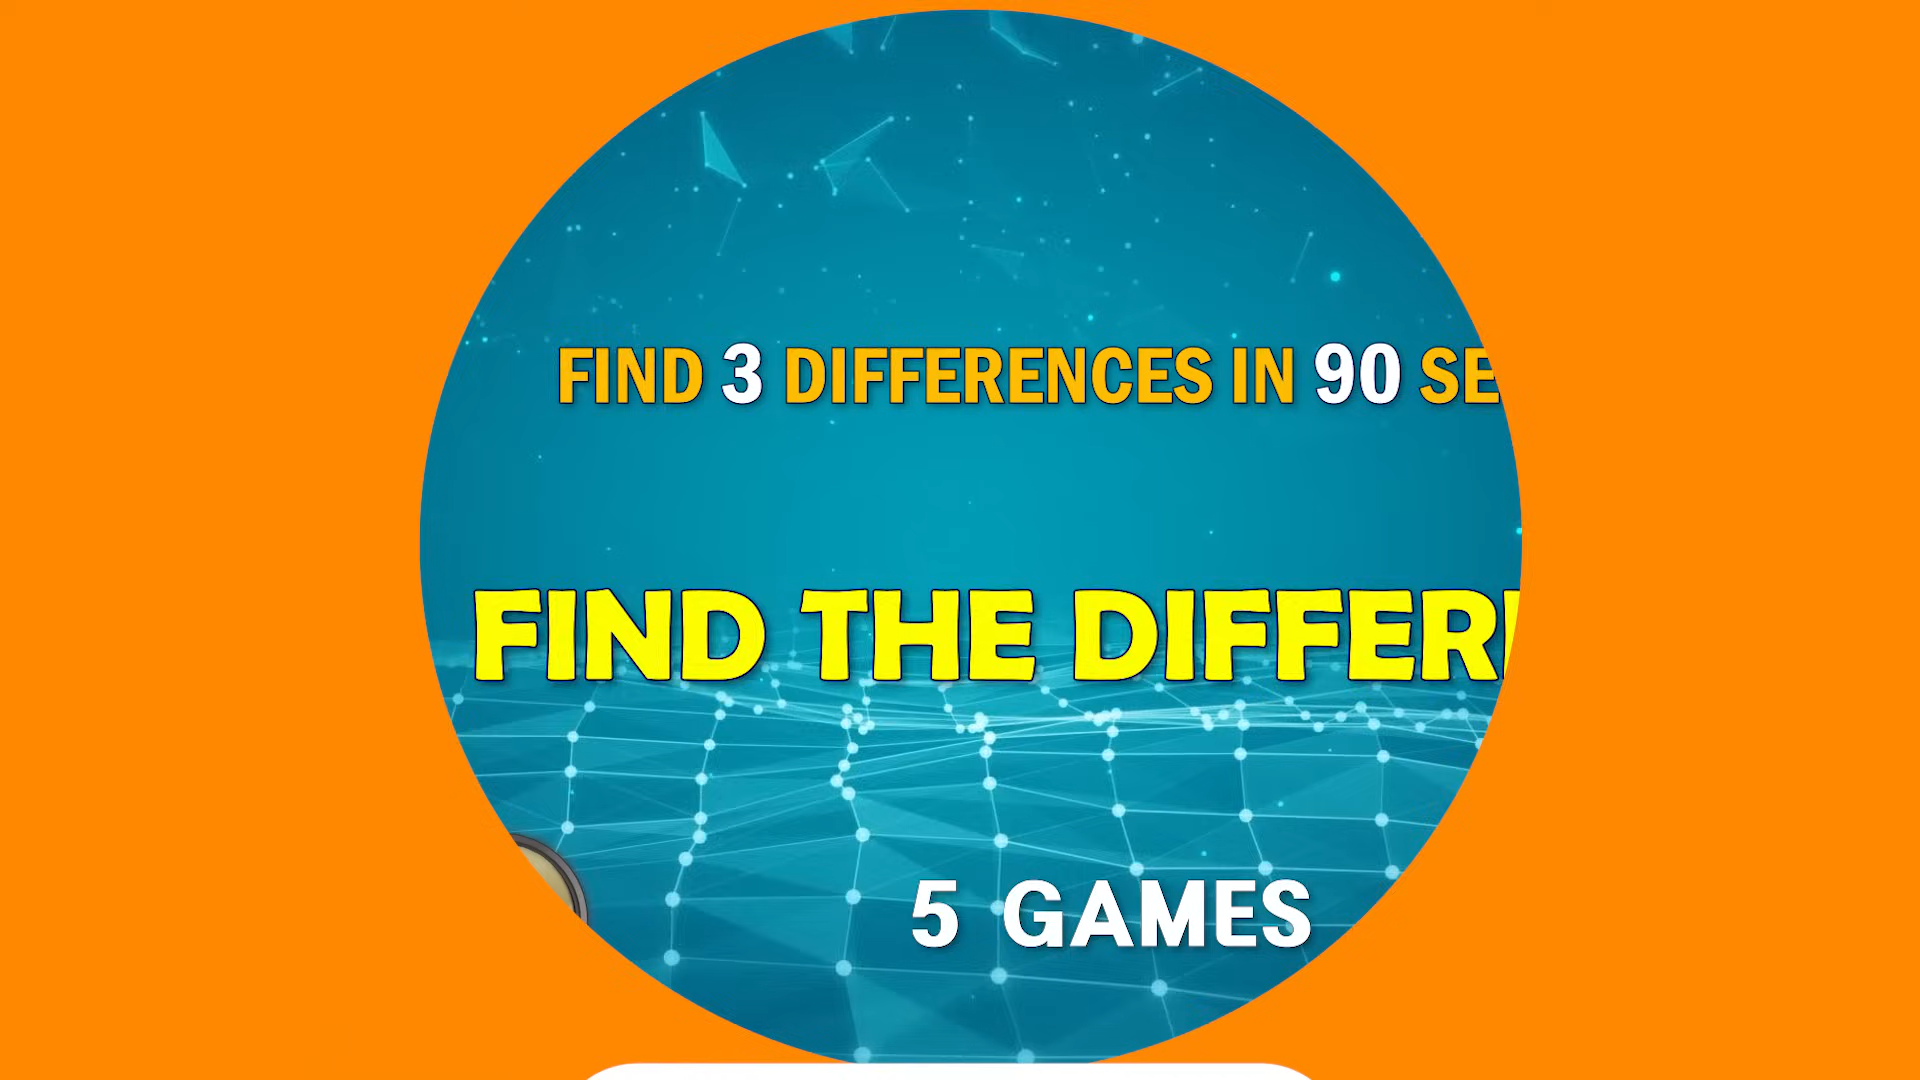 FIND 3 DIFFERENCES IN 90 SE
FIND THE DIFFER
5 GAMES